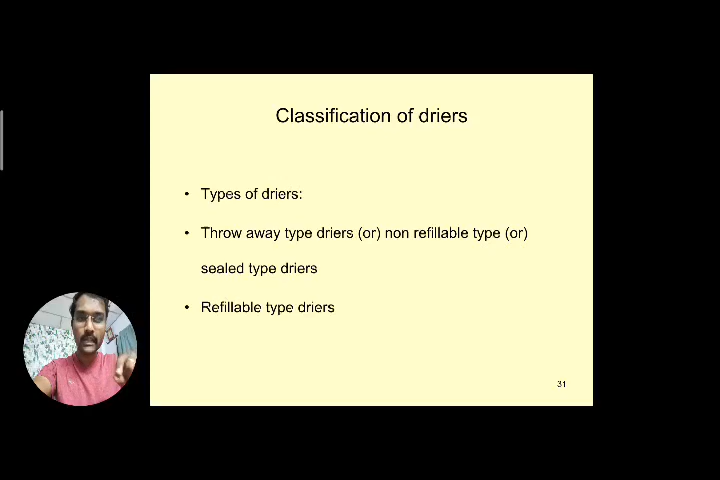 Classification of driers
• Types of driers:
• Throw away type driers (or) non refillable type (or)
sealed type driers
• Refillable type driers
31